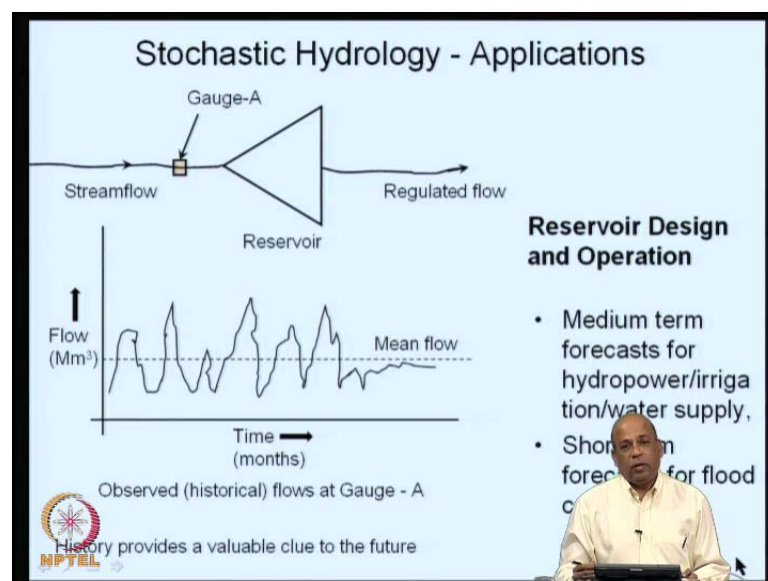 Stochastic Hydrology - Applications
Gauge-A
Streamflow
Regulated flow
Reservoir
Reservoir Design
and Operation
Flow
(Mm³)
Mean flow
Time
(months)
Observed (historical) flows at Gauge - A
History provides a valuable clue to the future
• Medium term
forecasts for
hydropower/irriga
tion/water supply,
•
for flood
NPTEL